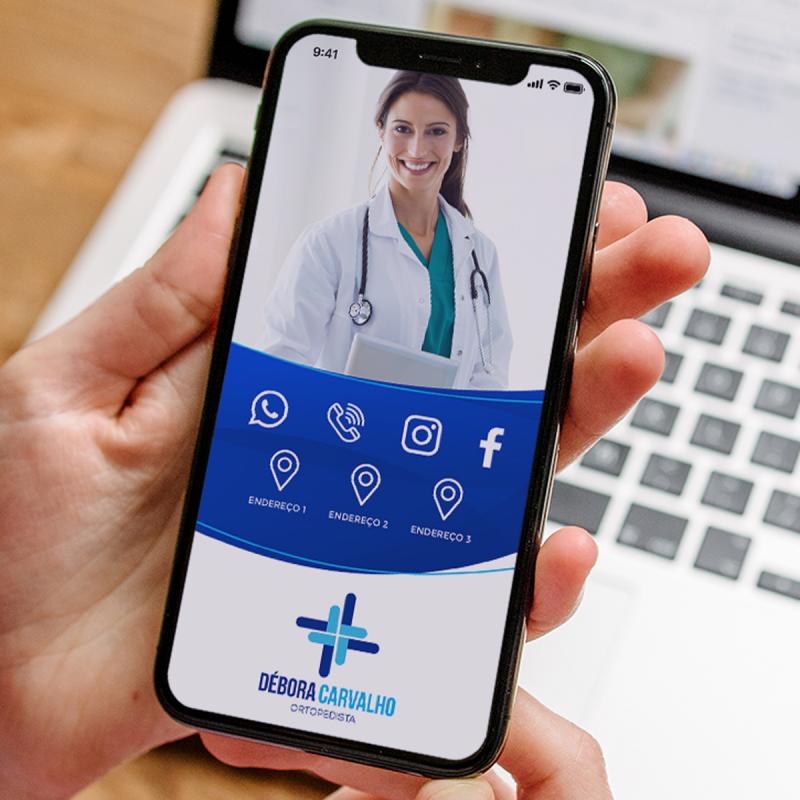 9:41
ENDEREÇO 1
ENDEREÇO 2
ENDEREÇO 3
DÉBORA CARVALHO
ORTOPEDISTA